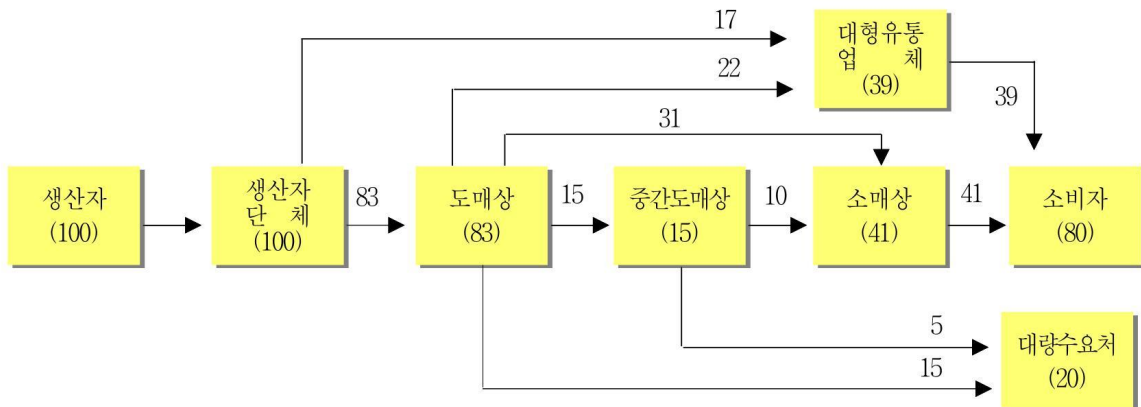 17
대형유통
업 체
(39)
22
39
31
생산자
(100)
생산자
단 체
(100)
83
도매상
(83)
15
중간도매상
(15)
10
소매상
(41)
41
소비자
(80)
5
15
대량수요처
(20)